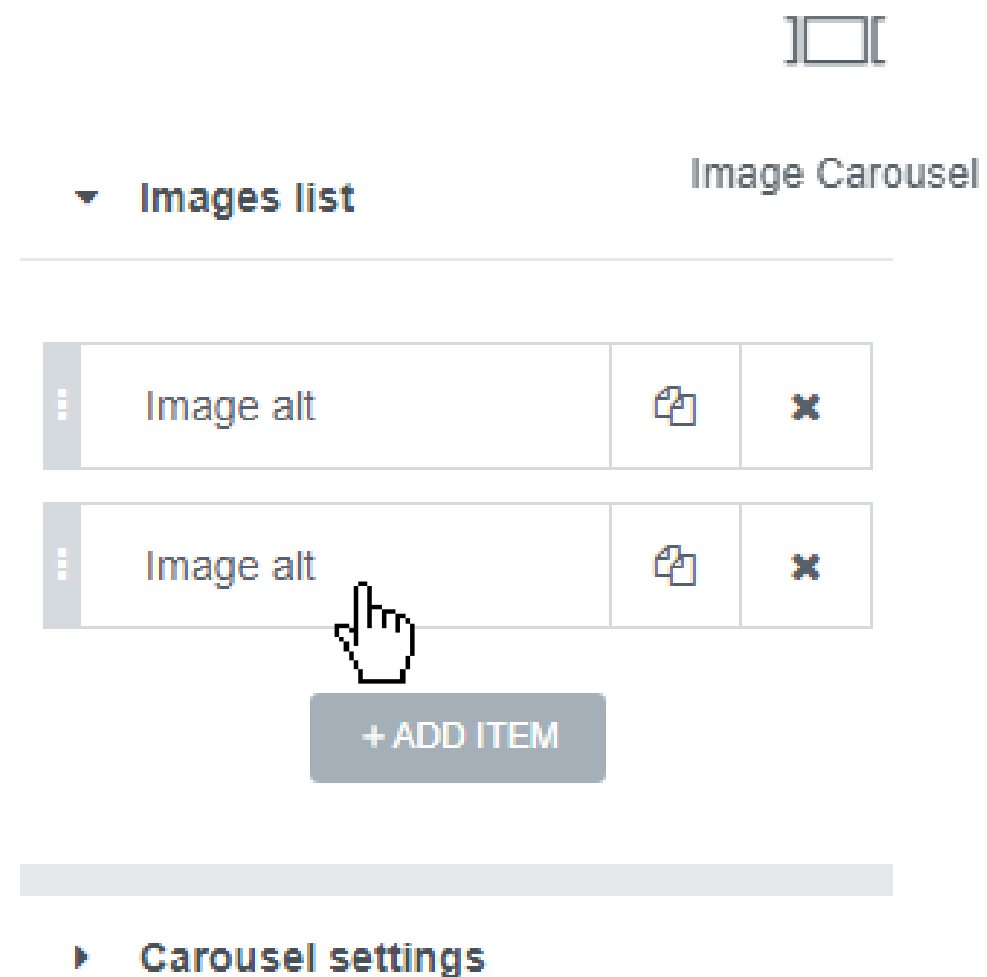 Image Carousel
Images list
Image alt
Image alt
+ ADD ITEM
Carousel settings